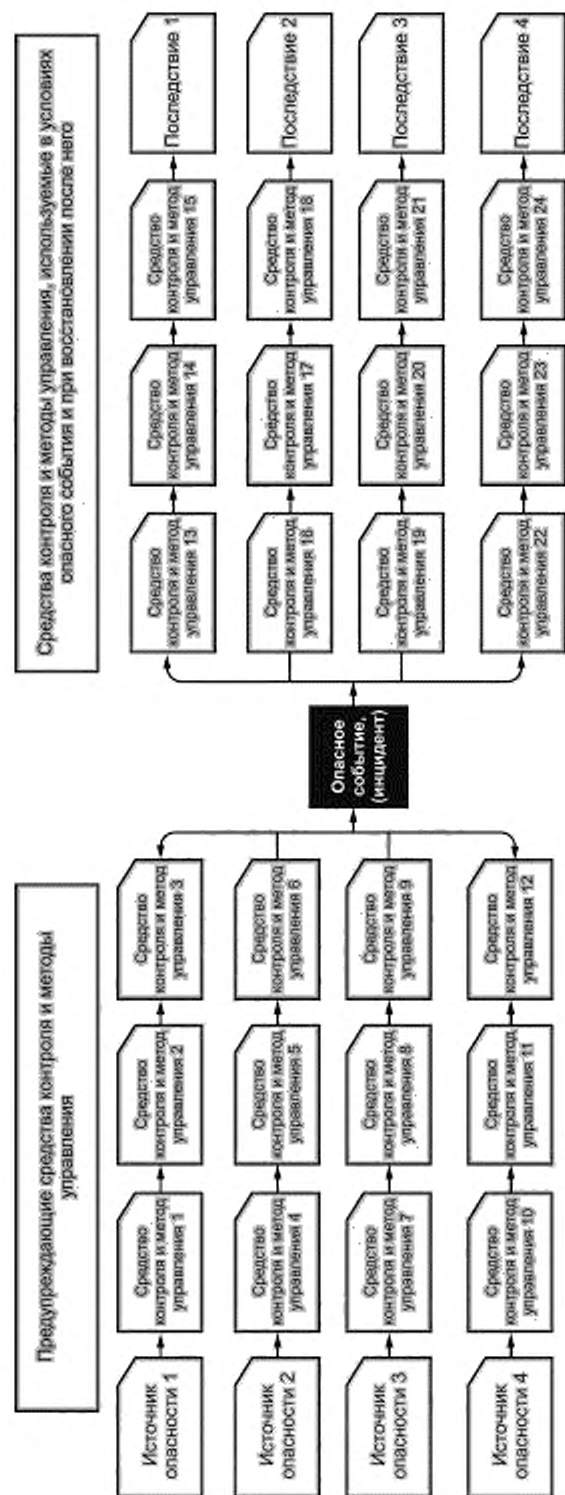 Предупреждающие средства контроля и методы
управления
Средства контроля и методы управления, используемые в условиях
опасного события и при восстановлении после него
Источник
опасности 1
Средство
контроля и метод
управления 1
Средство
контроля и метод
управления 2
Средство
контроля и метод
управления 3
Средство
контроля и метод
управления 13
Средство
контроля и метод
управления 14
Средство
контроля и метод
управления 15
Последствие 1
Источник
опасности 2
Средство
контроля и метод
управления 4
Средство
контроля и метод
управления 5
Средство
контроля и метод
управления 6
Средство
контроля и метод
управления 16
Средство
контроля и метод
управления 17
Средство
контроля и метод
управления 18
Последствие 2
Опасное
событие,
(инцидент)
Источник
опасности 3
Средство
контроля и метод
управления 7
Средство
контроля и метод
управления 8
Средство
контроля и метод
управления 9
Средство
контроля и метод
управления 19
Средство
контроля и метод
управления 20
Средство
контроля и метод
управления 21
Последствие 3
Источник
опасности 4
Средство
контроля и метод
управления 10
Средство
контроля и метод
управления 11
Средство
контроля и метод
управления 12
Средство
контроля и метод
управления 22
Средство
контроля и метод
управления 23
Средство
контроля и метод
управления 24
Последствие 4